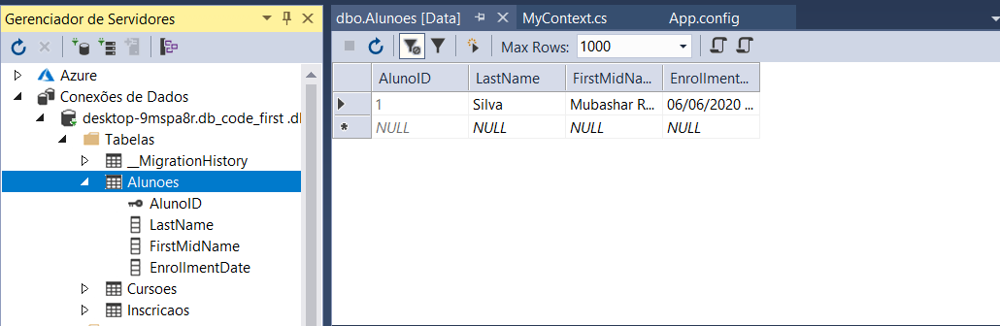 Gerenciador de Servidores
Azure
Conexões de Dados
desktop-9mspa8r.db_code_first .d
Tabelas
__MigrationHistory
Alunoes
AlunoID
LastName
FirstMidName
EnrollmentDate
Cursoes
Inscricaos
dbo.Alunoes [Data] MyContext.cs App.config
Max Rows: 1000
AlunoID LastName FirstMidNa... Enrollment...
1 Silva Mubashar R... 06/06/2020 ...
NULL NULL NULL NULL